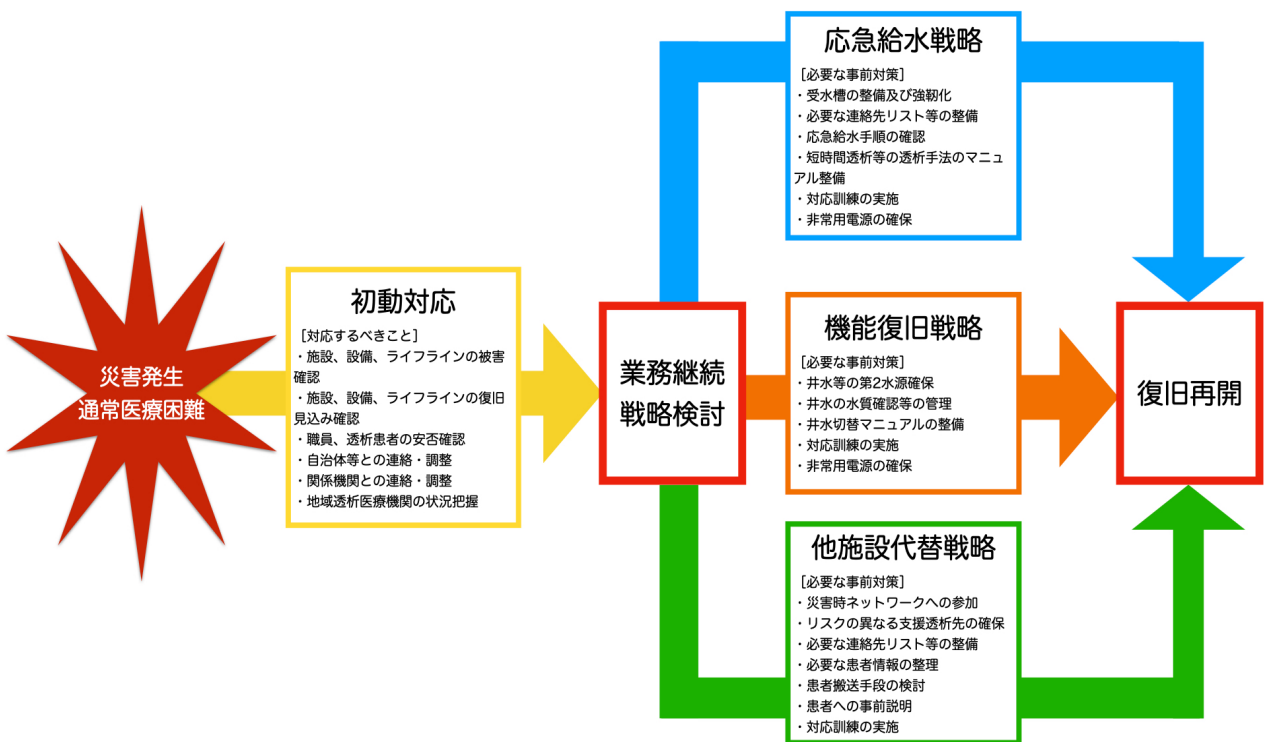 災害発生
通常医療困難
初動対応
［対応するべきこと］
・施設、設備、ライフラインの被害
確認
・施設、設備、ライフラインの復旧
見込み確認
・職員、透析患者の安否確認
・自治体等との連絡・調整
・関係機関との連絡・調整
・地域透析医療機関の状況把握
業務継続
戦略検討
応急給水戦略
［必要な事前対策］
・受水槽の整備及び強靭化
・必要な連絡先リスト等の整備
・応急給水手順の確認
・短時間透析等の透析手法のマニュ
アル整備
・対応訓練の実施
・非常用電源の確保
機能復旧戦略
［必要な事前対策］
・井水等の第2水源確保
・井水の水質確認等の管理
・井水切替マニュアルの整備
・対応訓練の実施
・非常用電源の確保
他施設代替戦略
［必要な事前対策］
・災害時ネットワークへの参加
・リスクの異なる支援透析先の確保
・必要な連絡先リスト等の整備
・必要な患者情報の整理
・患者搬送手段の検討
・患者への事前説明
・対応訓練の実施
復旧再開